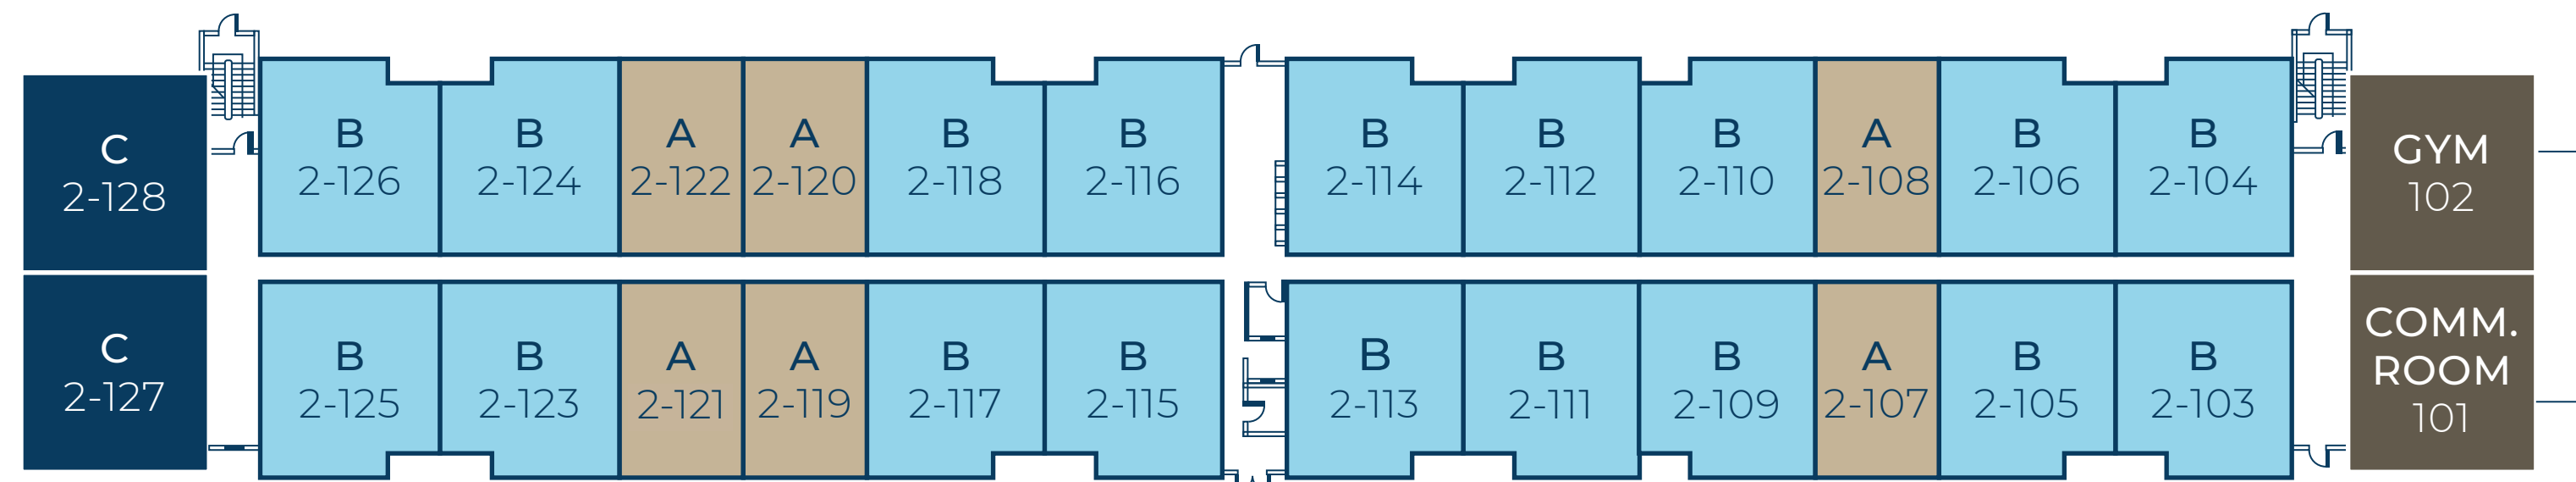 C
2-128
B
2-126
B
2-124
A
2-122
A
2-120
B
2-118
B
2-116
B
2-114
B
2-112
B
2-110
A
2-108
B
2-106
B
2-104
GYM
102
C
2-127
B
2-125
B
2-123
A
2-121
A
2-119
B
2-117
B
2-115
B
2-113
B
2-111
B
2-109
A
2-107
B
2-105
B
2-103
COMM.
ROOM
101